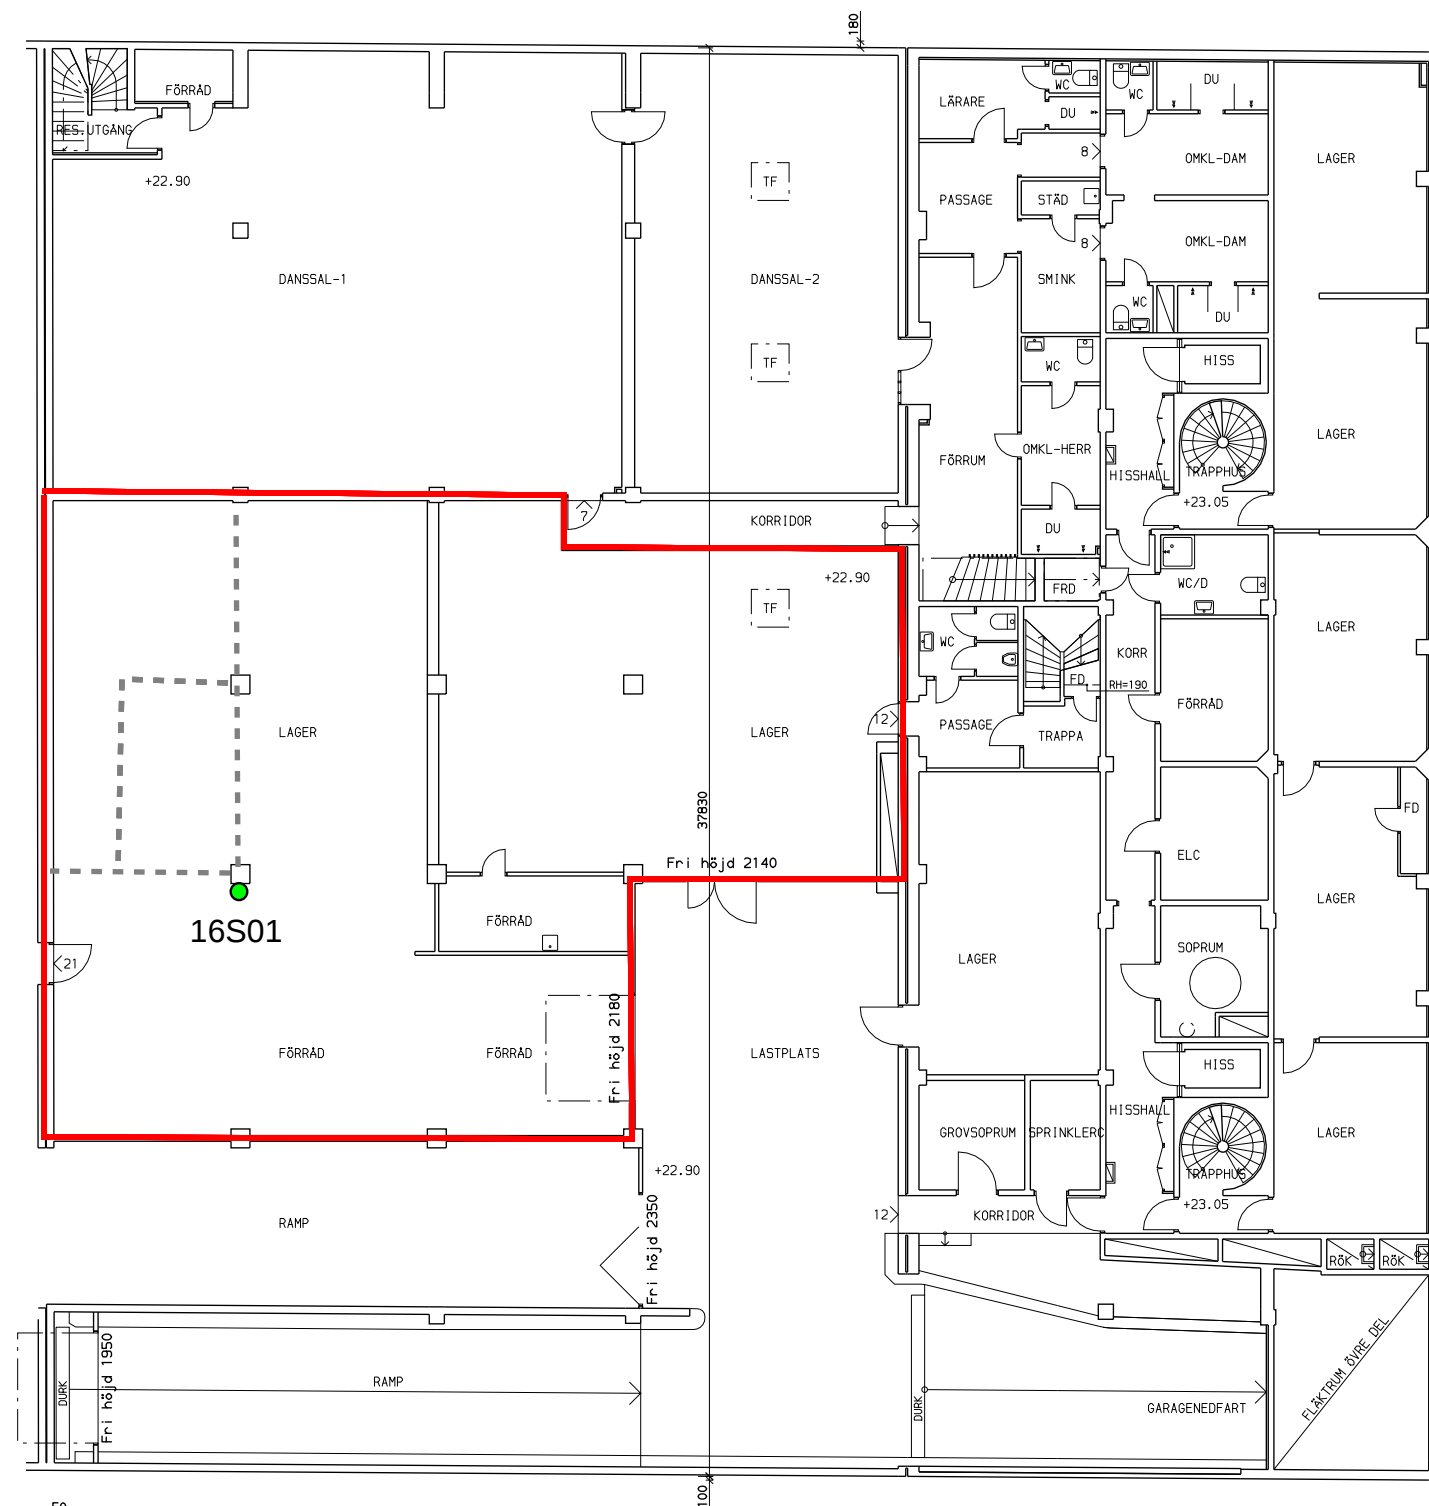 180
FÖRRÅD
RES.UTGÅNG
+22.90
LÄRARE
WC
DU
WC
DU
8
OMKL-DAM
LAGER
TF
PASSAGE
STÄD
8
OMKL-DAM
DANSSAL-1
DANSSAL-2
SMINK
WC
DU
TF
WC
HISS
OMKL-HERR
LAGER
FÖRRUM
HISSHALL
TRAPPHUS
+23.05
7
KORRIDOR
DU
+22.90
FRD
WC/D
TF
LAGER
WC
KORR
FD
RH=190
FÖRRÅD
LAGER
LAGER
12
PASSAGE
TRAPPA
37830
FD
Fri höjd 2140
ELC
LAGER
16S01
FÖRRÅD
SOPRUM
21
LAGER
Fri höjd 2180
FÖRRÅD
FÖRRÅD
LASTPLATS
HISS
HISSHALL
GROVSOPRUM
SPRINKLERC
LAGER
+22.90
TRAPPHUS
+23.05
RAMP
12
KORRIDOR
Fri höjd 2350
RÖK
RÖK
Fri höjd 1950
DURK
RAMP
DURK
GARAGENEDFART
FLÄKTRUM ÖVRE DEL
100